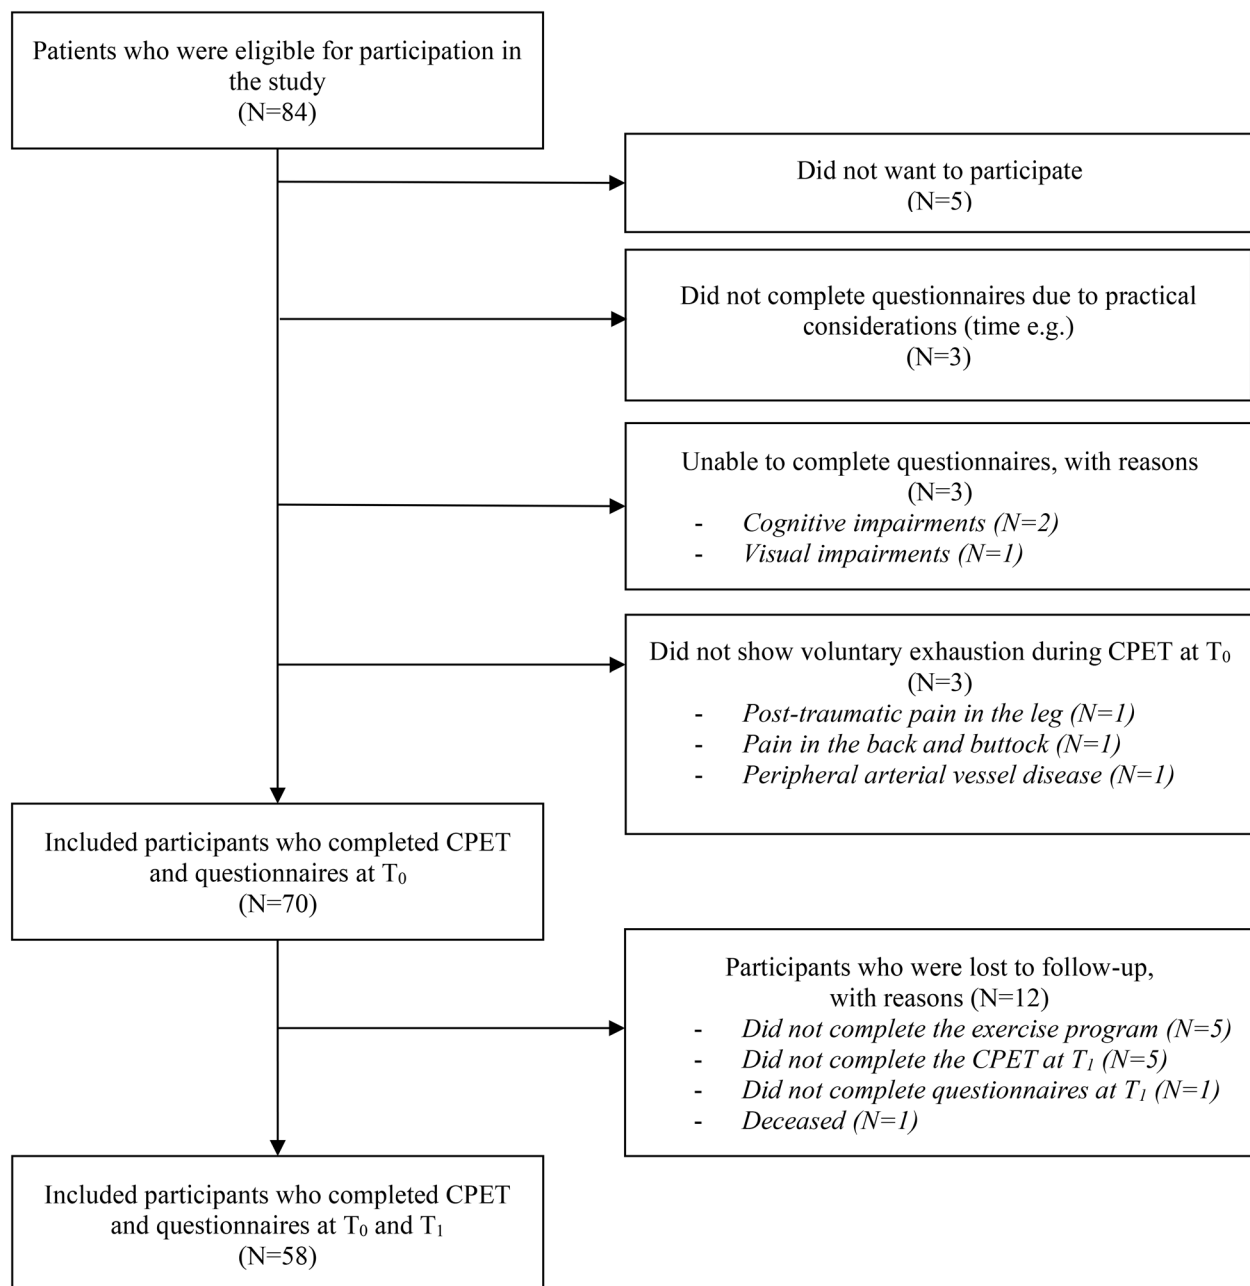 Patients who were eligible for participation in
the study
(N=84)
Did not want to participate
(N=5)
Did not complete questionnaires due to practical
considerations (time e.g.)
(N=3)
Unable to complete questionnaires, with reasons
(N=3)
- Cognitive impairments (N=2)
- Visual impairments (N=1)
Did not show voluntary exhaustion during CPET at T₀
(N=3)
- Post-traumatic pain in the leg (N=1)
- Pain in the back and buttock (N=1)
- Peripheral arterial vessel disease (N=1)
Included participants who completed CPET
and questionnaires at T₀
(N=70)
Participants who were lost to follow-up,
with reasons (N=12)
- Did not complete the exercise program (N=5)
- Did not complete the CPET at T₁ (N=5)
- Did not complete questionnaires at T₁ (N=1)
- Deceased (N=1)
Included participants who completed CPET
and questionnaires at T₀ and T₁
(N=58)